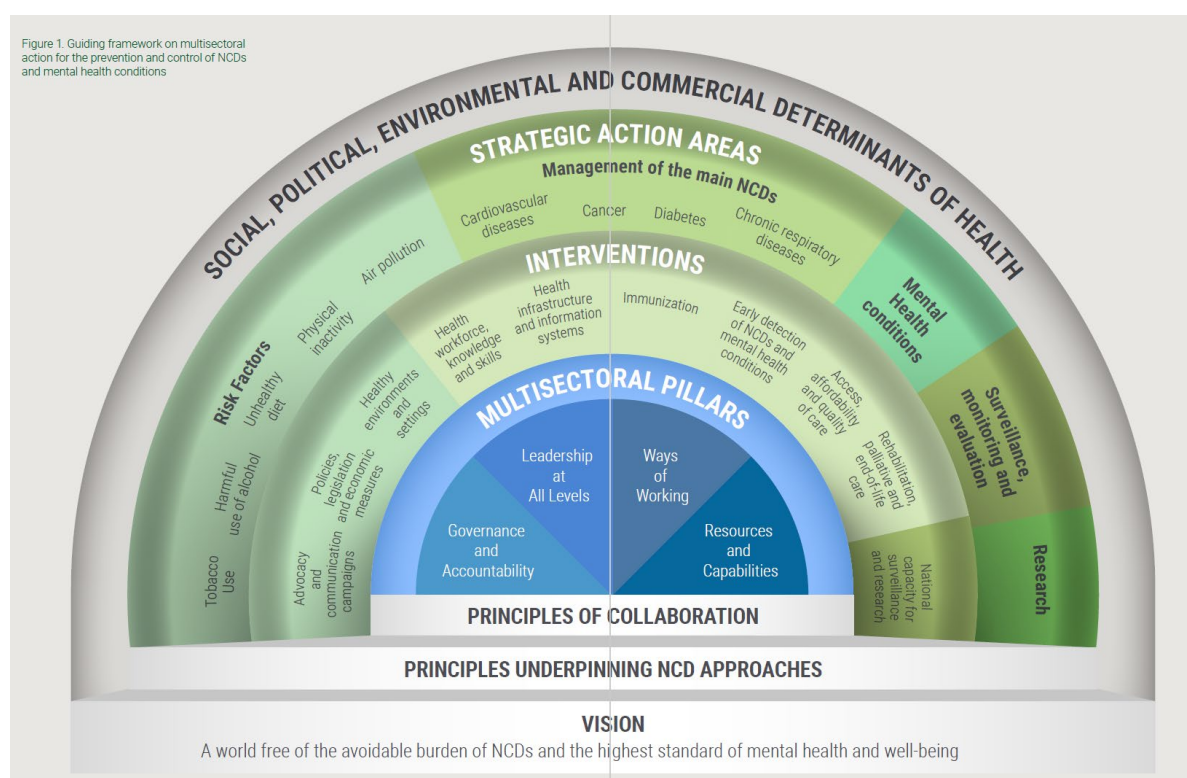 Figure 1. Guiding framework on multisectoral
action for the prevention and control of NCDs
and mental health conditions
SOCIAL, POLITICAL, ENVIRONMENTAL AND COMMERCIAL DETERMINANTS OF HEALTH
STRATEGIC ACTION AREAS
Management of the main NCDs
Cardiovascular
diseases
Cancer
Diabetes
Chronic respiratory
diseases
Risk Factors
Air pollution
Physical
inactivity
Unhealthy
diet
Harmful
use of alcohol
Tobacco
Use
Mental
Health
conditions
Surveillance,
monitoring and
evaluation
Research
INTERVENTIONS
Advocacy
and
communication
campaigns
Policies,
legislation
and economic
measures
Healthy
environments
and
settings
Health
workforce,
knowledge
and skills
Health
infrastructure
and information
systems
Immunization
Early detection
of NCDs and
mental health
conditions
Access,
affordability
and quality
of care
Rehabilitation,
palliative and
end-of-life
care
National
capacity for
surveillance
and research
MULTISECTORAL PILLARS
Governance
and
Accountability
Leadership
at
All Levels
Ways
of
Working
Resources
and
Capabilities
PRINCIPLES OF COLLABORATION
PRINCIPLES UNDERPINNING NCD APPROACHES
VISION
A world free of the avoidable burden of NCDs and the highest standard of mental health and well-being